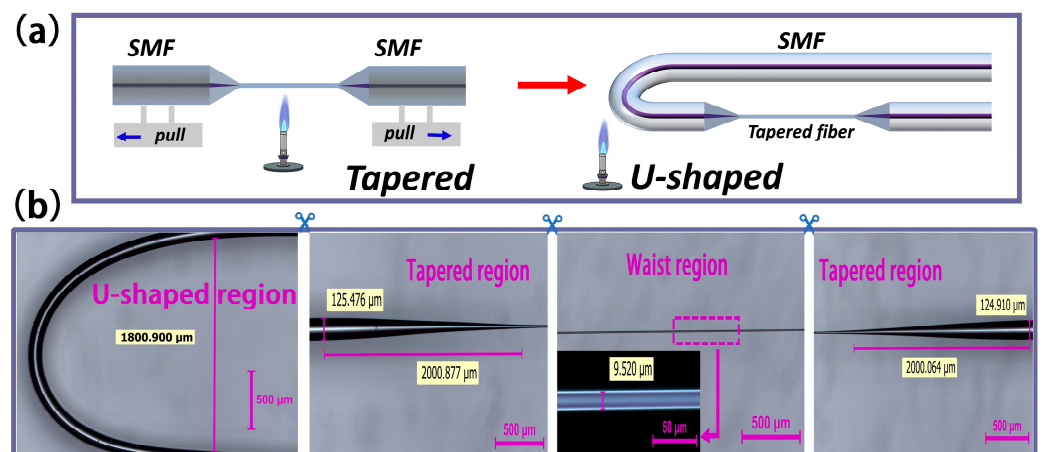 (a)
SMF
SMF
SMF
pull
pull
Tapered fiber
Tapered
U-shaped
(b)
U-shaped region
1800.900 μm
500 μm
Tapered region
125.476 μm
2000.877 μm
500 μm
Waist region
9.520 μm
50 μm
500 μm
Tapered region
124.910 μm
2000.064 μm
500 μm